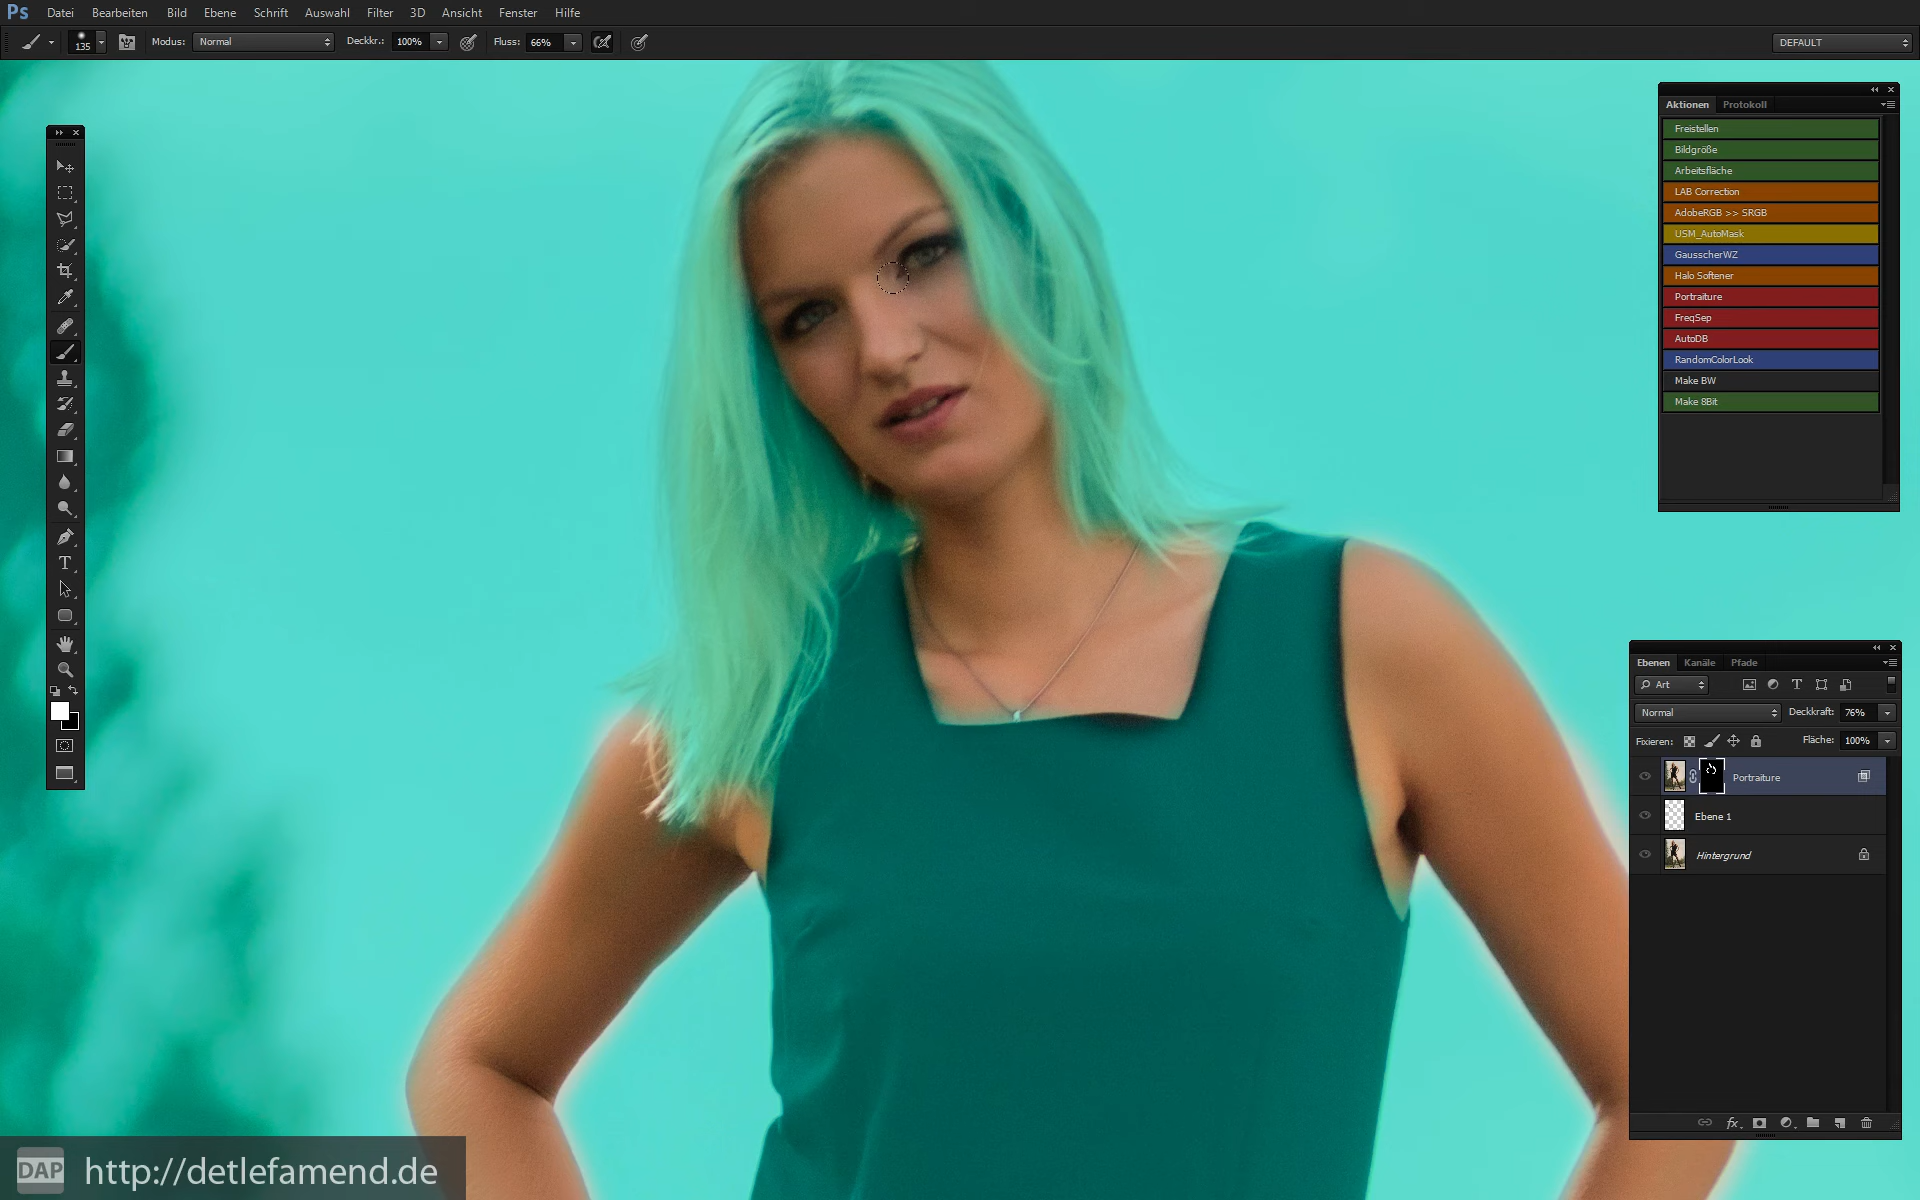 Ps Datei Bearbeiten Bild Ebene Schrift Auswahl Filter 3D Ansicht Fenster Hilfe
135 Modus: Normal Deckkr.: 100% Fluss: 66% DEFAULT
Aktionen Protokoll
Freistellen
Bildgröße
Arbeitsfläche
LAB Correction
AdobeRGB >> SRGB
USM_AutoMask
GausscherWZ
Halo Softener
Portraiture
FreqSep
AutoDB
RandomColorLook
Make BW
Make 8Bit
Ebenen Kanäle Pfade
Art
Normal Deckkraft: 76%
Fixieren: Fläche: 100%
Portraiture
Ebene 1
Hintergrund
fx
DAP http://detlefamend.de